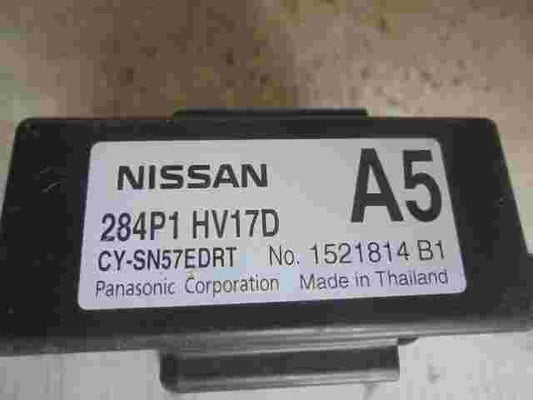 NISSAN A5
284P1 HV17D
CY-SN57EDRT No. 1521814 B1
Panasonic Corporation Made in Thailand